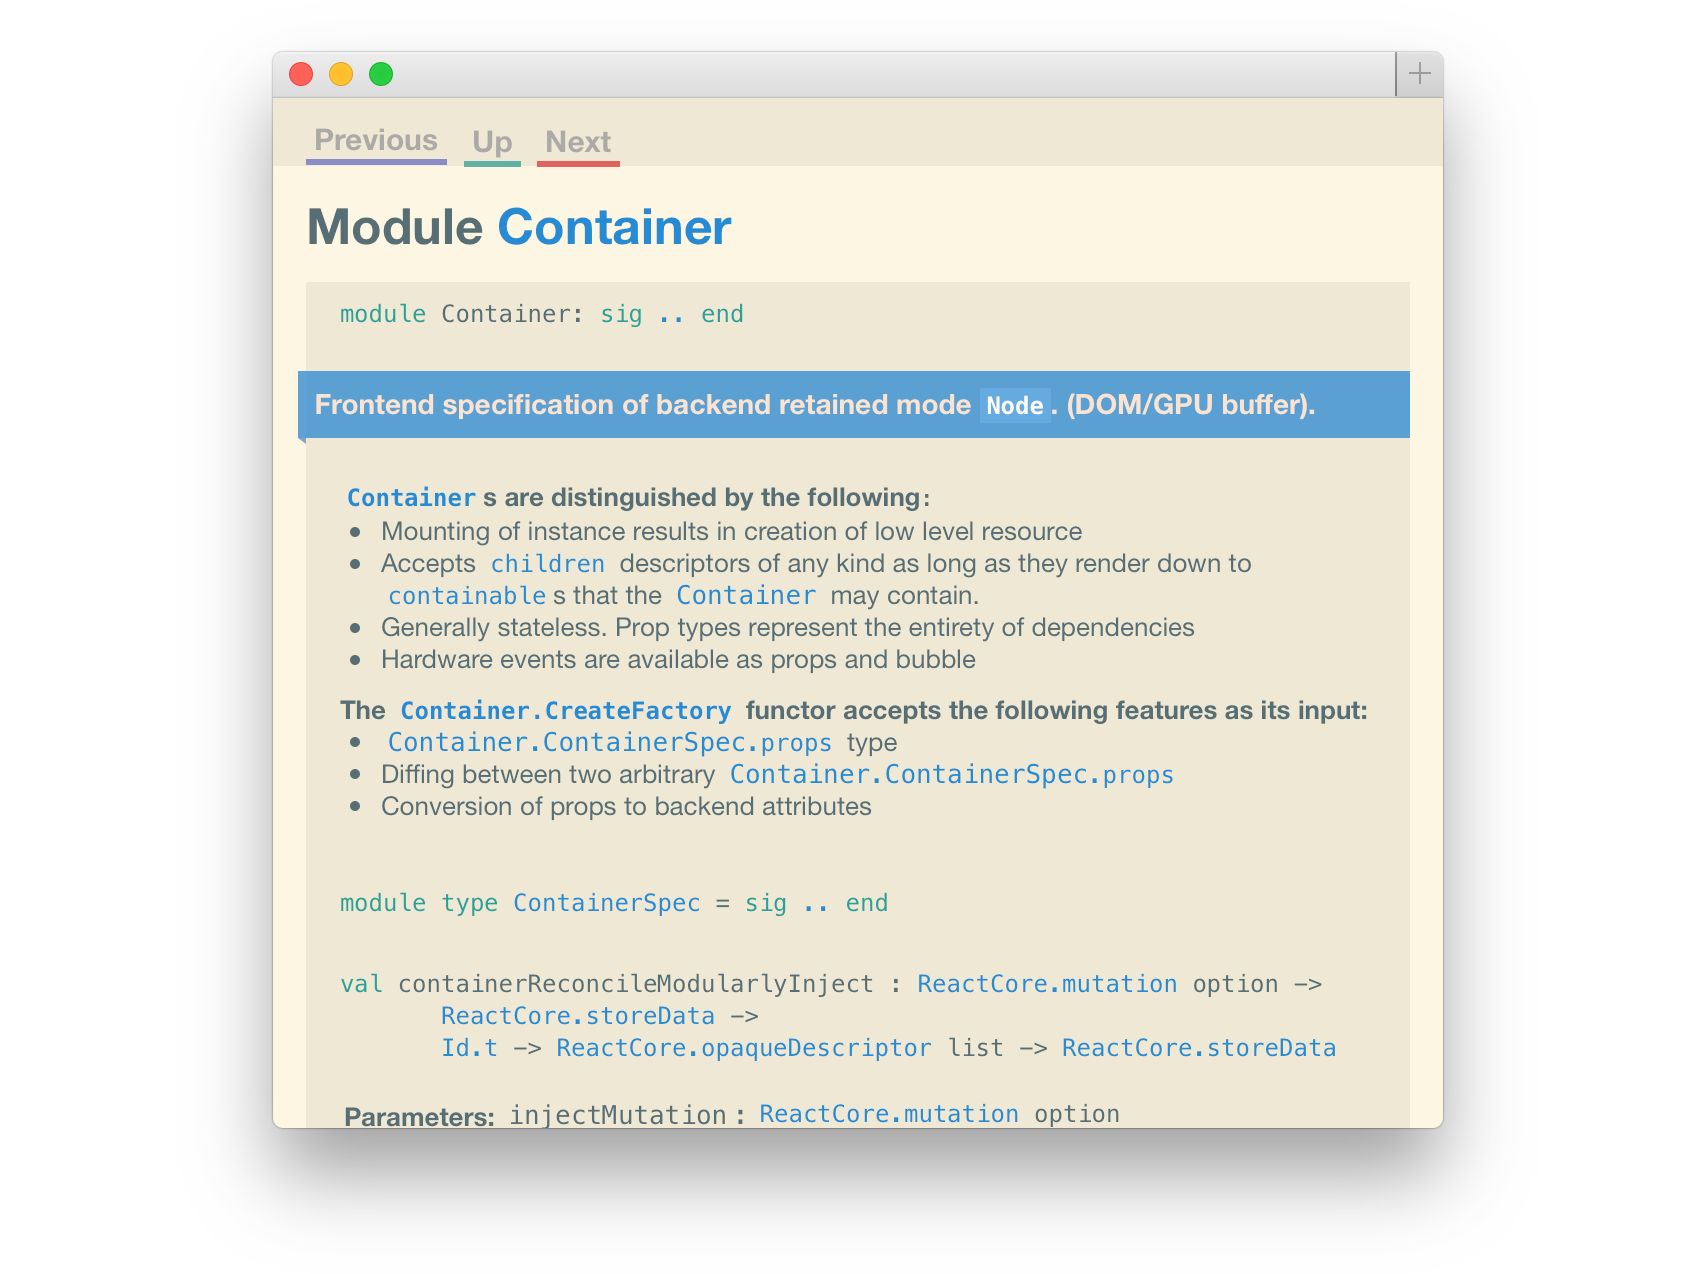 Previous Up Next
Module Container
module Container: sig .. end
Frontend specification of backend retained mode Node. (DOM/GPU buffer).
Container s are distinguished by the following:
• Mounting of instance results in creation of low level resource
• Accepts children descriptors of any kind as long as they render down to
containable s that the Container may contain.
• Generally stateless. Prop types represent the entirety of dependencies
• Hardware events are available as props and bubble
The Container.CreateFactory functor accepts the following features as its input:
• Container.ContainerSpec.props type
• Diffing between two arbitrary Container.ContainerSpec.props
• Conversion of props to backend attributes
module type ContainerSpec = sig .. end
val containerReconcileModularlyInject : ReactCore.mutation option ->
ReactCore.storeData ->
Id.t -> ReactCore.opaqueDescriptor list -> ReactCore.storeData
Parameters: injectMutation : ReactCore.mutation option